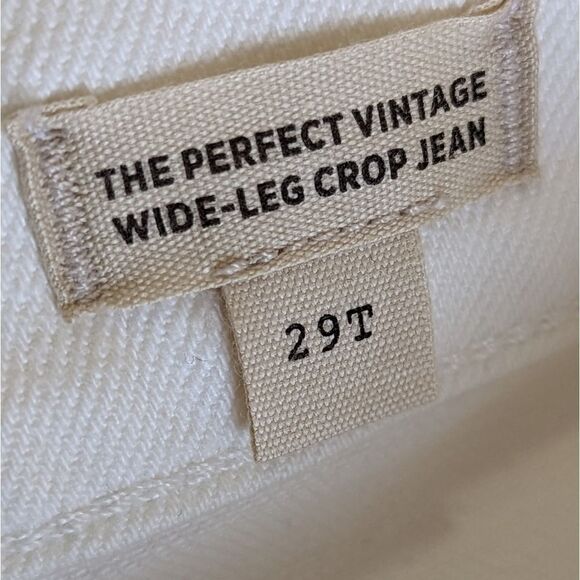 THE PERFECT VINTAGE
WIDE-LEG CROP JEAN
29T